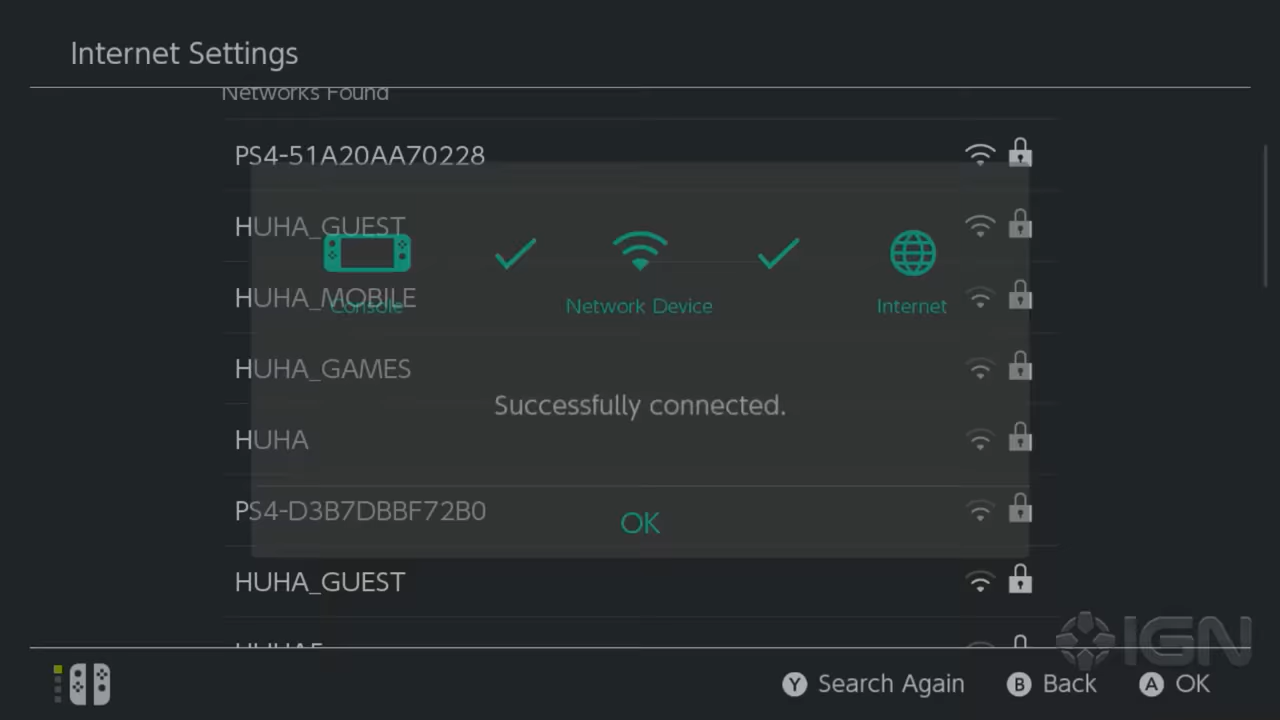 Internet Settings
Networks Found
PS4-51A20AA70228
HUHA_GUEST
HUHA_MOBILE
Console
Network Device
Internet
HUHA_GAMES
Successfully connected.
HUHA
PS4-D3B7DBBF72B0
OK
HUHA_GUEST
IGN
Y Search Again
B Back
A OK